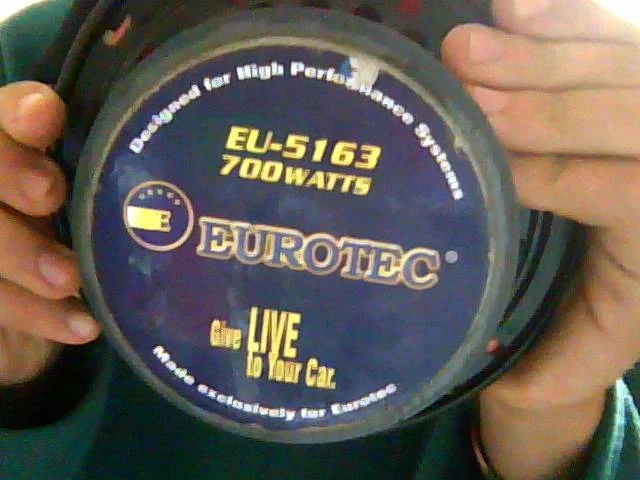 Designed for High Performance Systems
EU-5163
700WATTS
E
EUROTEC®
Give LIVE
to Your Car.
Made exclusively for Eurotec